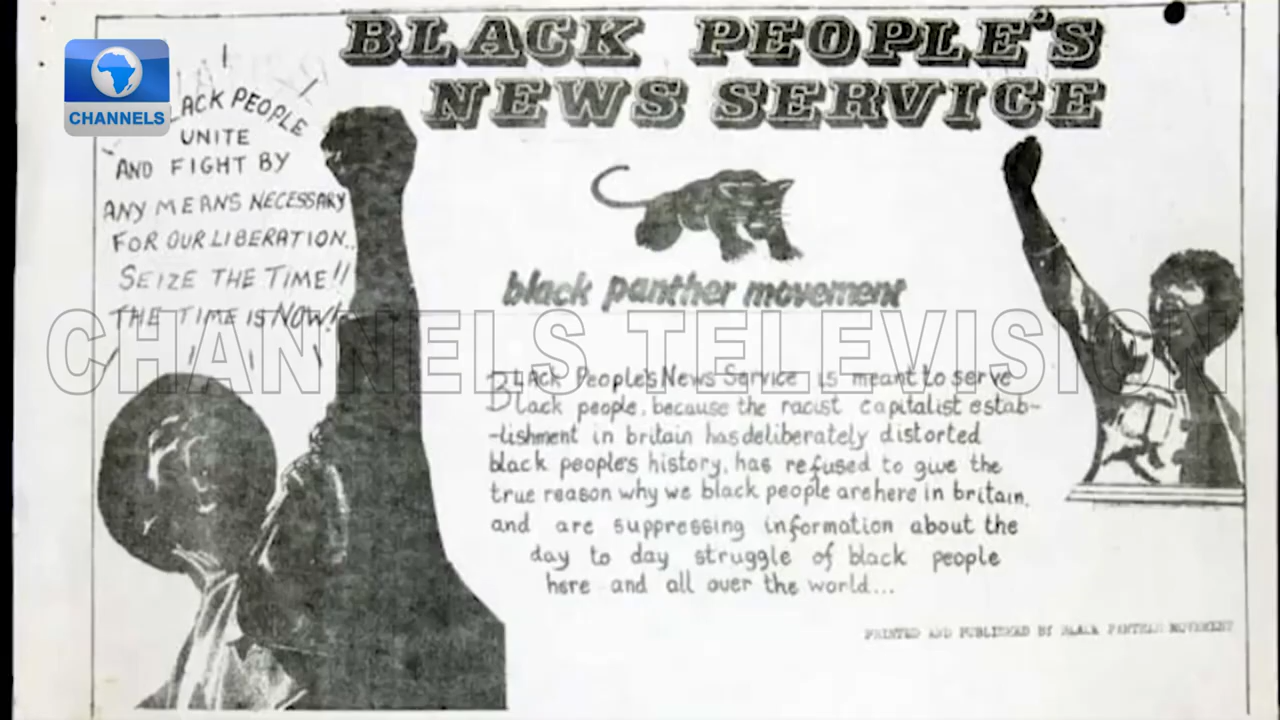 BLACK PEOPLE'S
NEWS SERVICE
CHANNELS
BLACK PEOPLE
UNITE
AND FIGHT BY
ANY MEANS NECESSARY
FOR OUR LIBERATION..
SEIZE THE TIME!!
THE TIME IS NOW!
black panther movement
CHANNELS TELEVISION
Black People's News Service is meant to serve
black people, because the racist capitalist estab-
-lishment in britain has deliberately distorted
black people's history, has refused to give the
true reason why we black people are here in britain,
and are suppressing information about the
day to day struggle of black people
here and all over the world...
PRINTED AND PUBLISHED BY BLACK PANTHER MOVEMENT